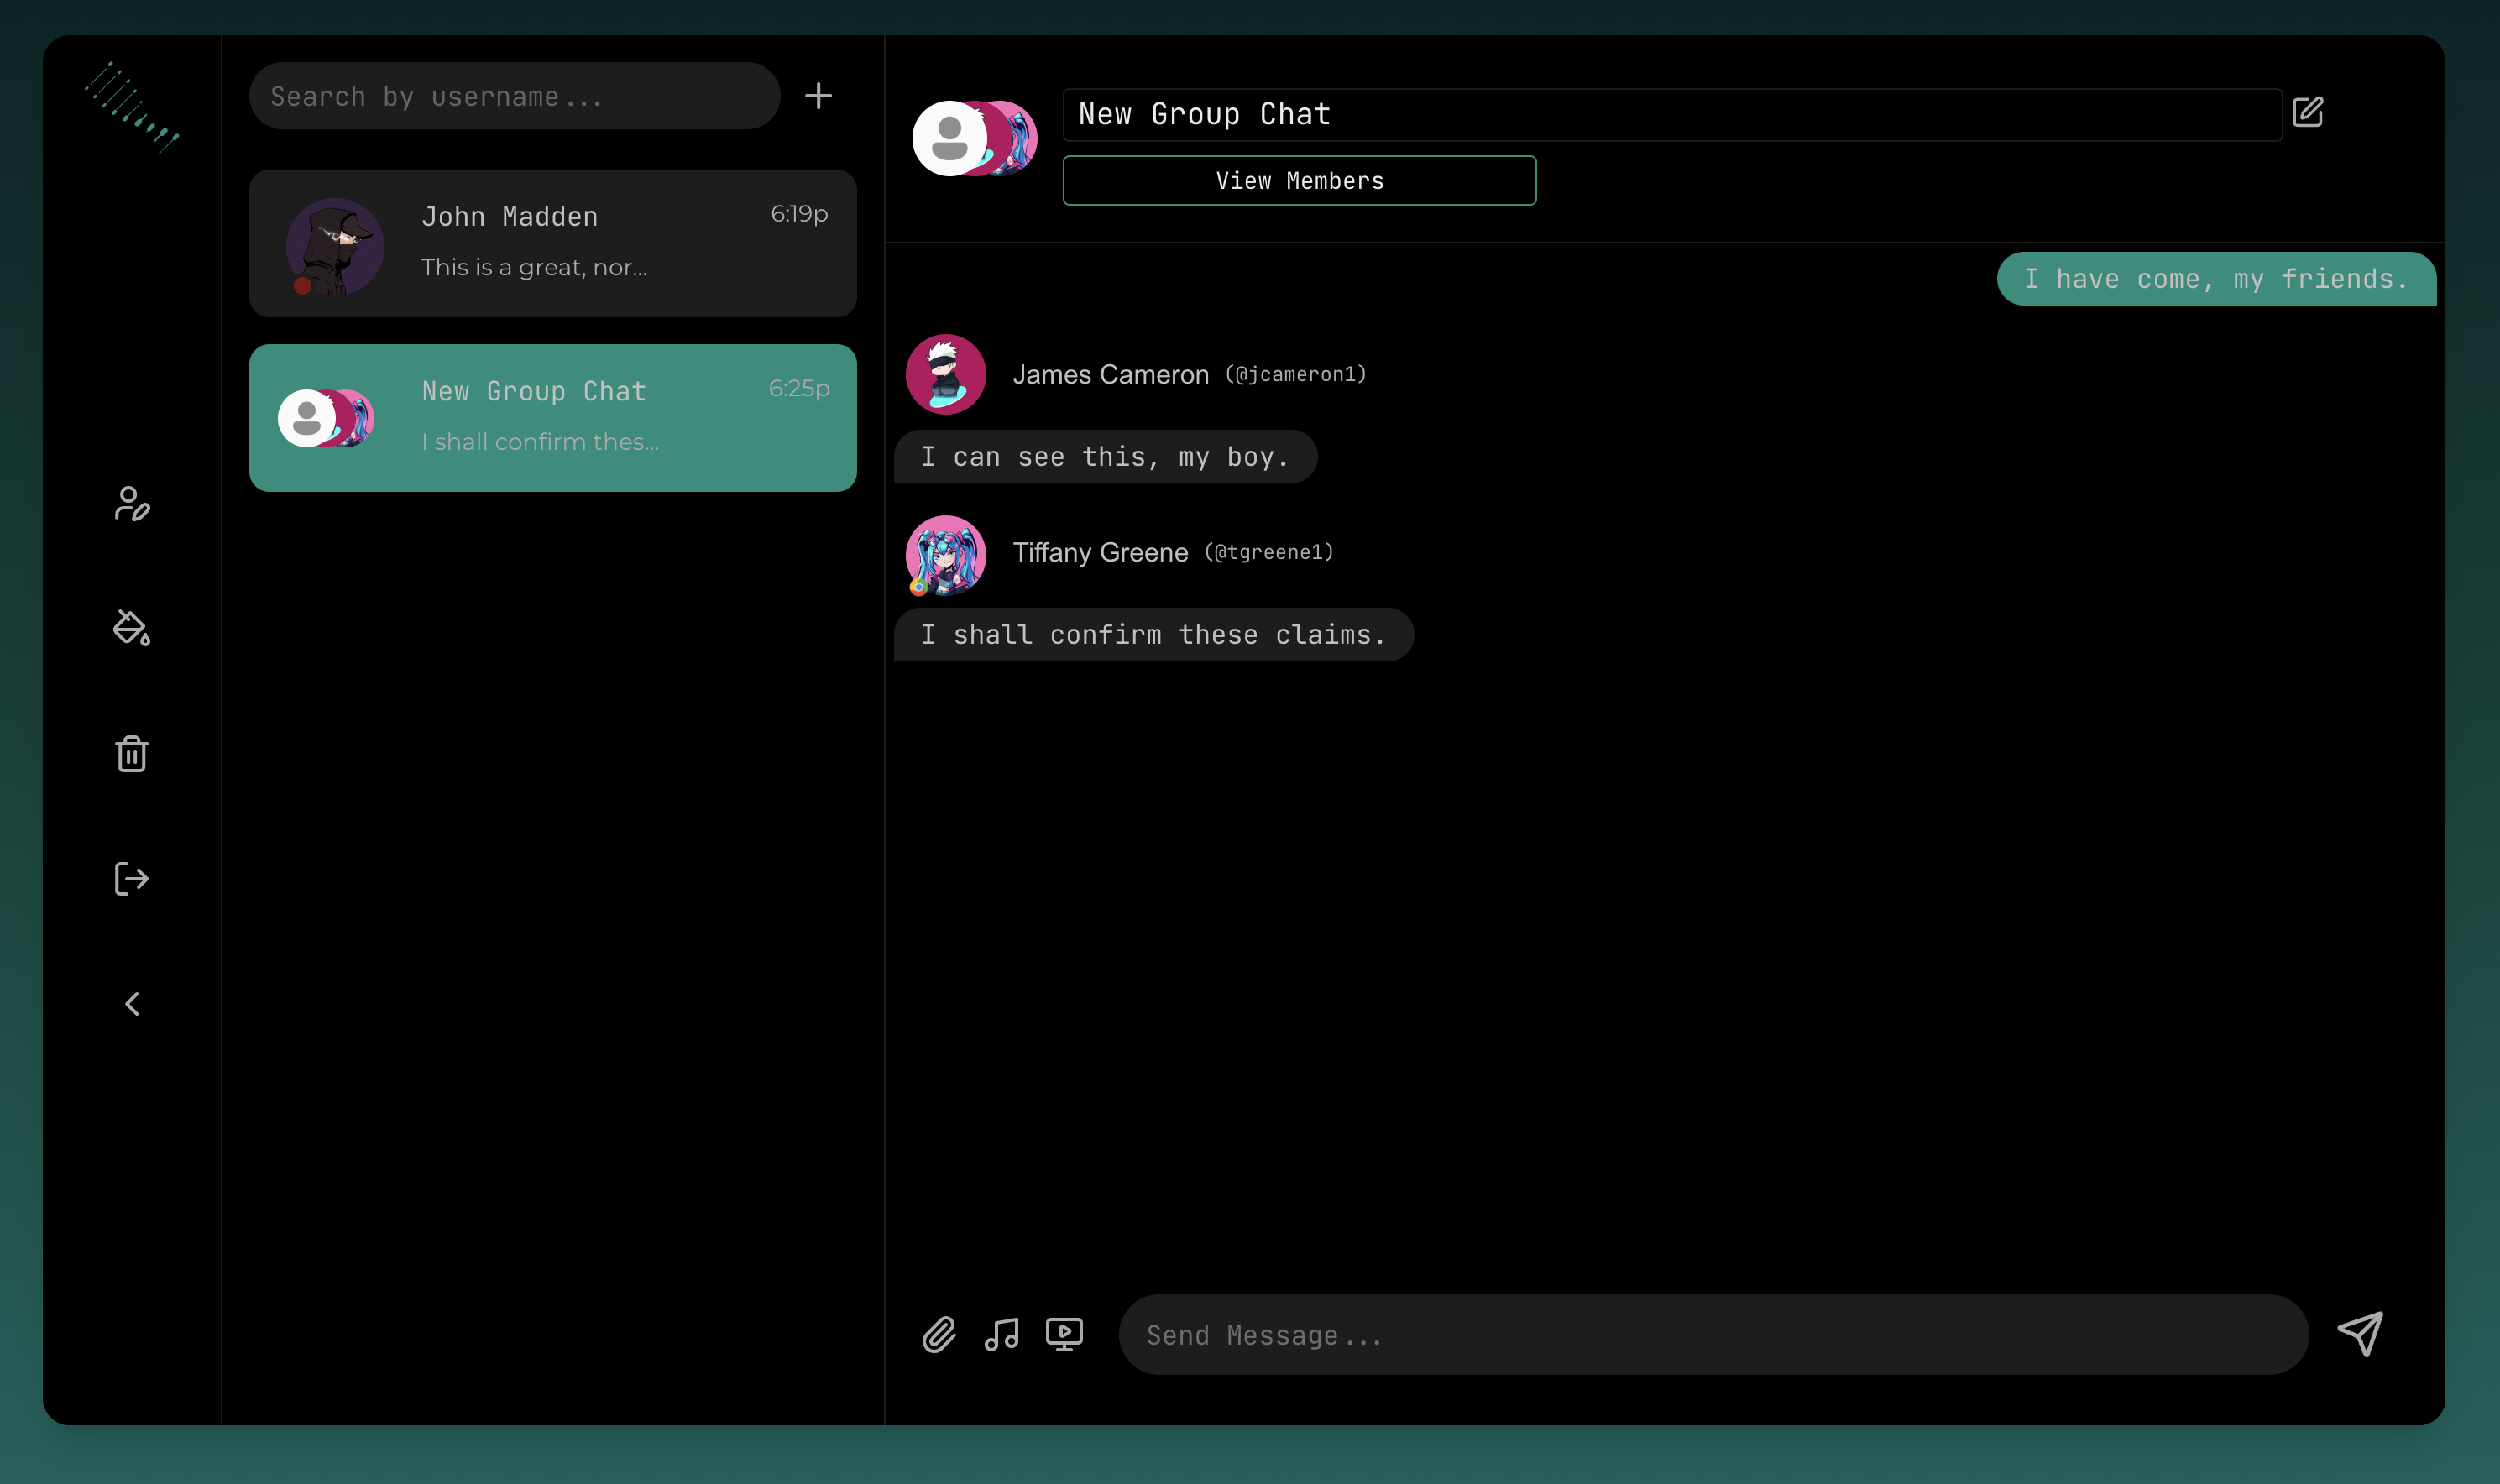 Search by username...
John Madden
6:19p
This is a great, nor...
New Group Chat
6:25p
I shall confirm thes...
New Group Chat
View Members
I have come, my friends.
James Cameron (@jcameron1)
I can see this, my boy.
Tiffany Greene (@tgreene1)
I shall confirm these claims.
Send Message...